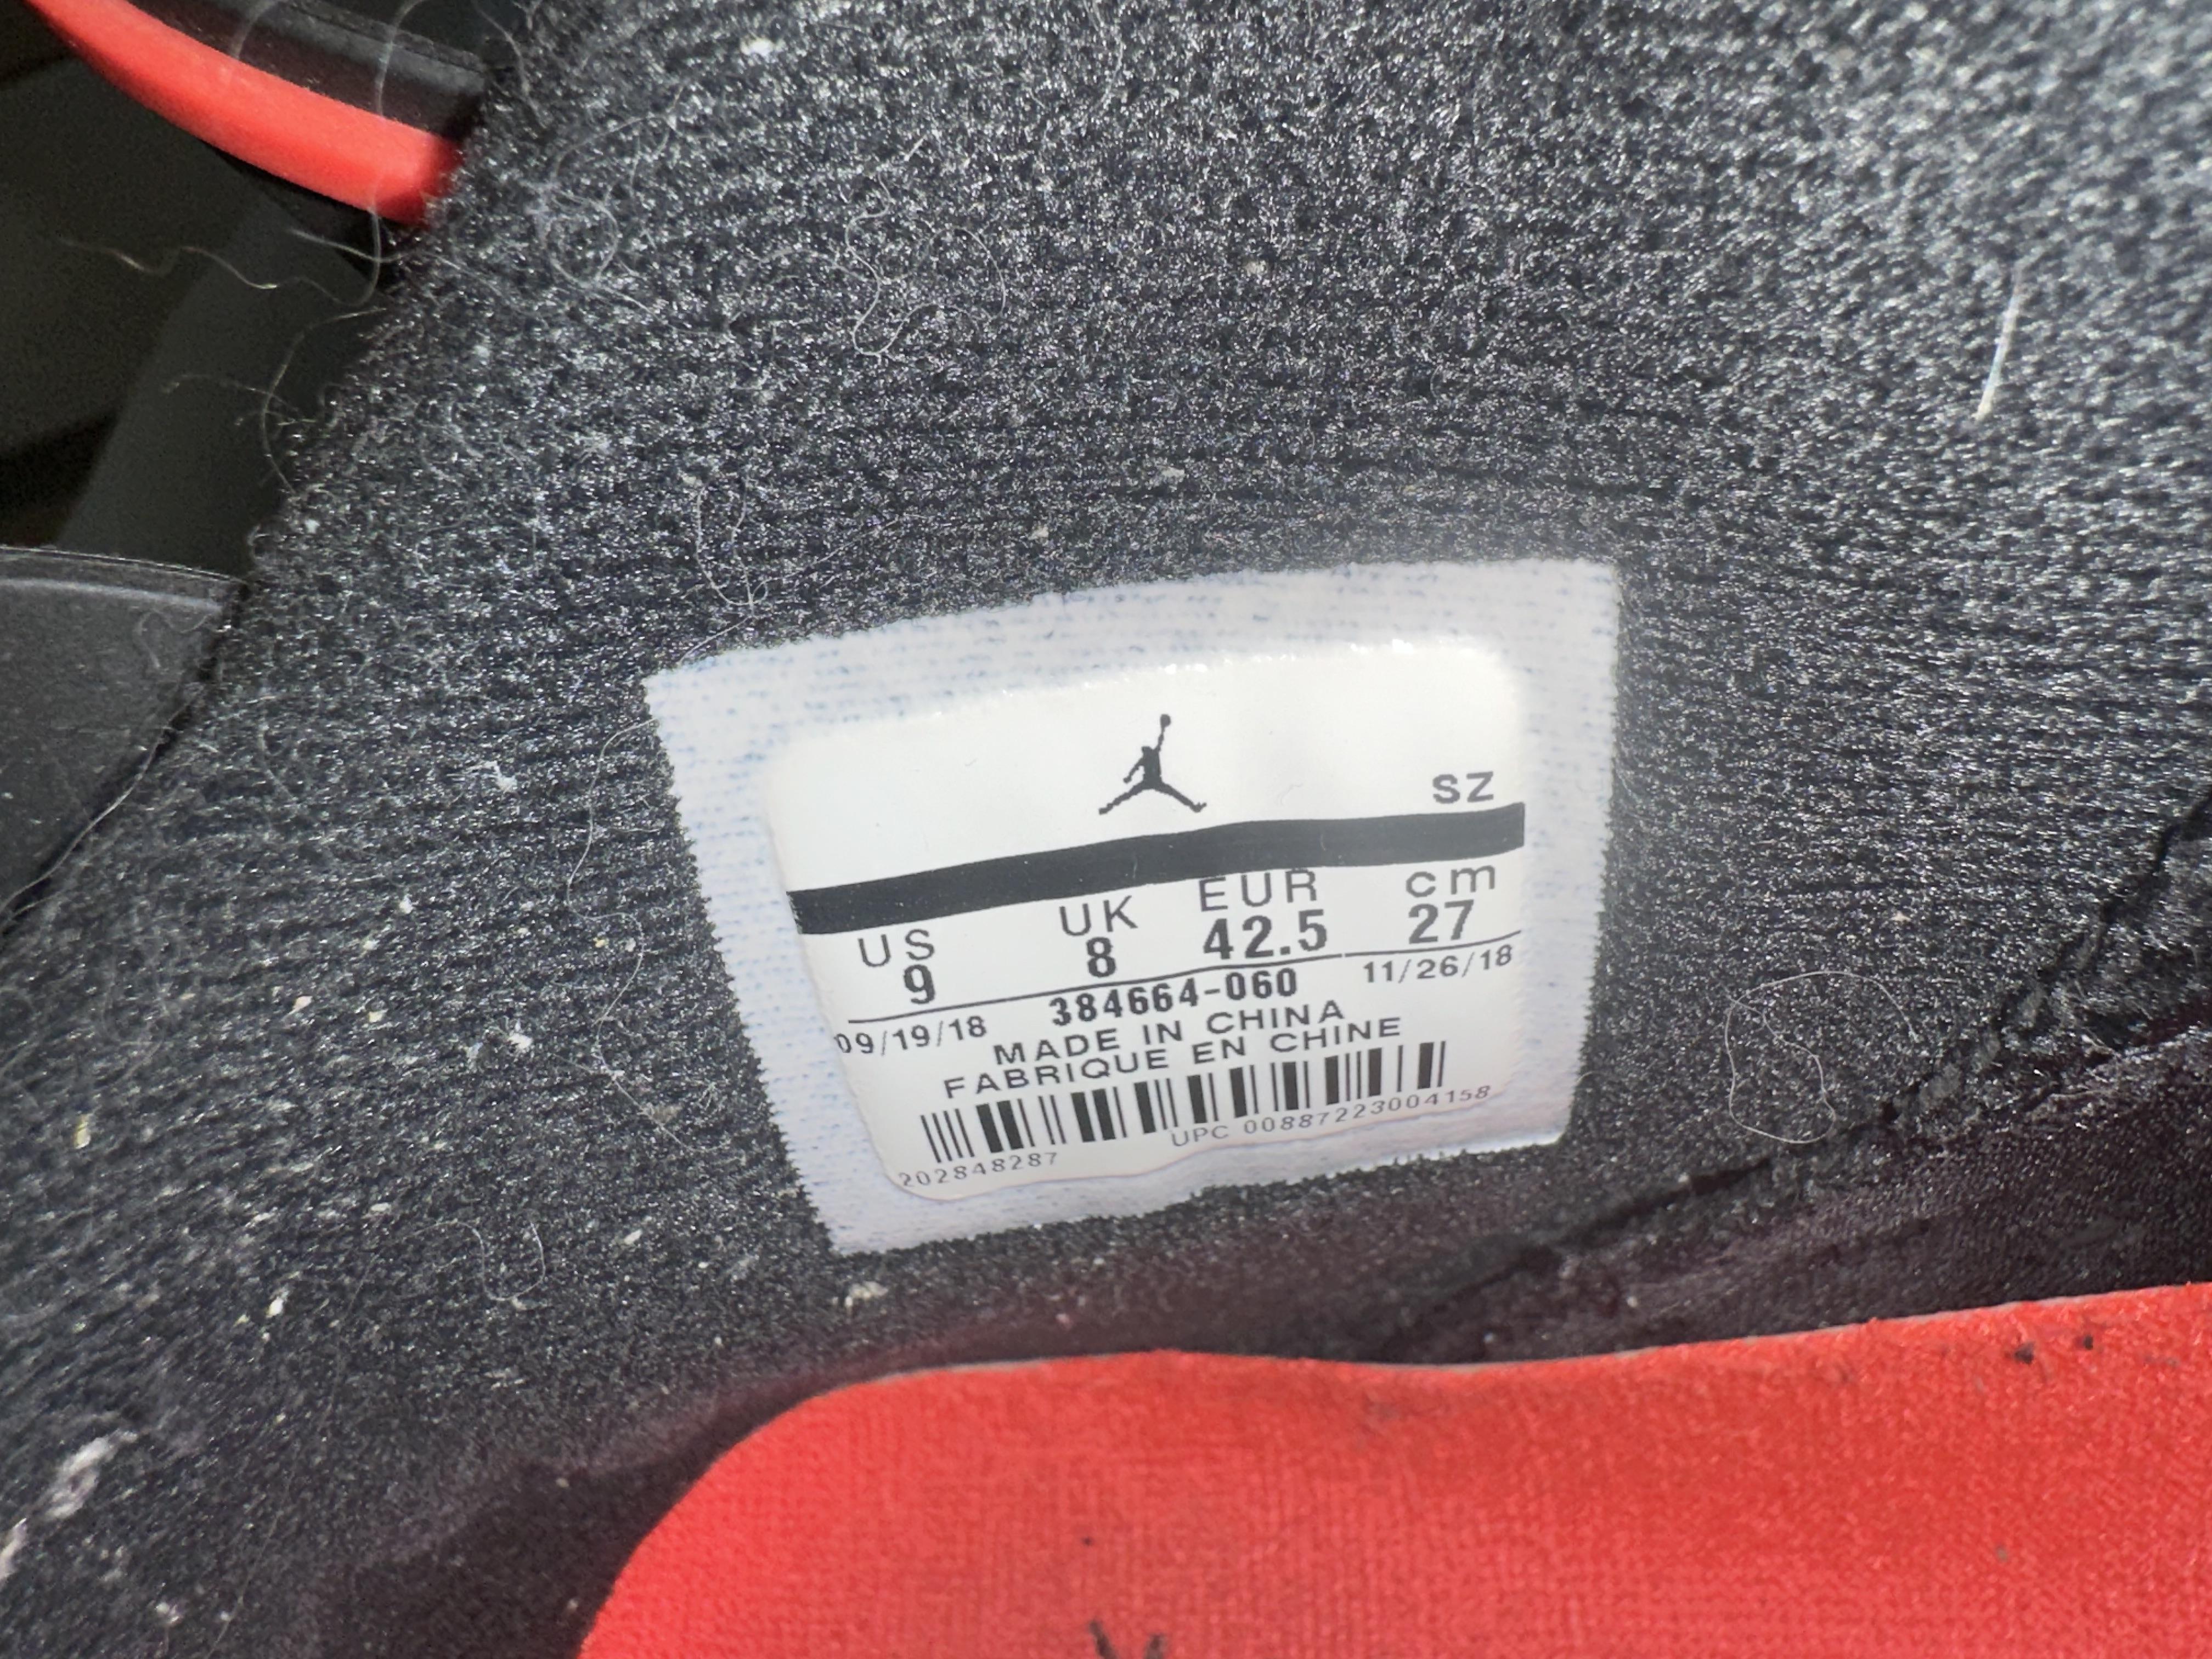 SZ
US UK EUR cm
9 8 42.5 27
09/19/18 384664-060 11/26/18
MADE IN CHINA
FABRIQUE EN CHINE
UPC 00887223004158
202848287